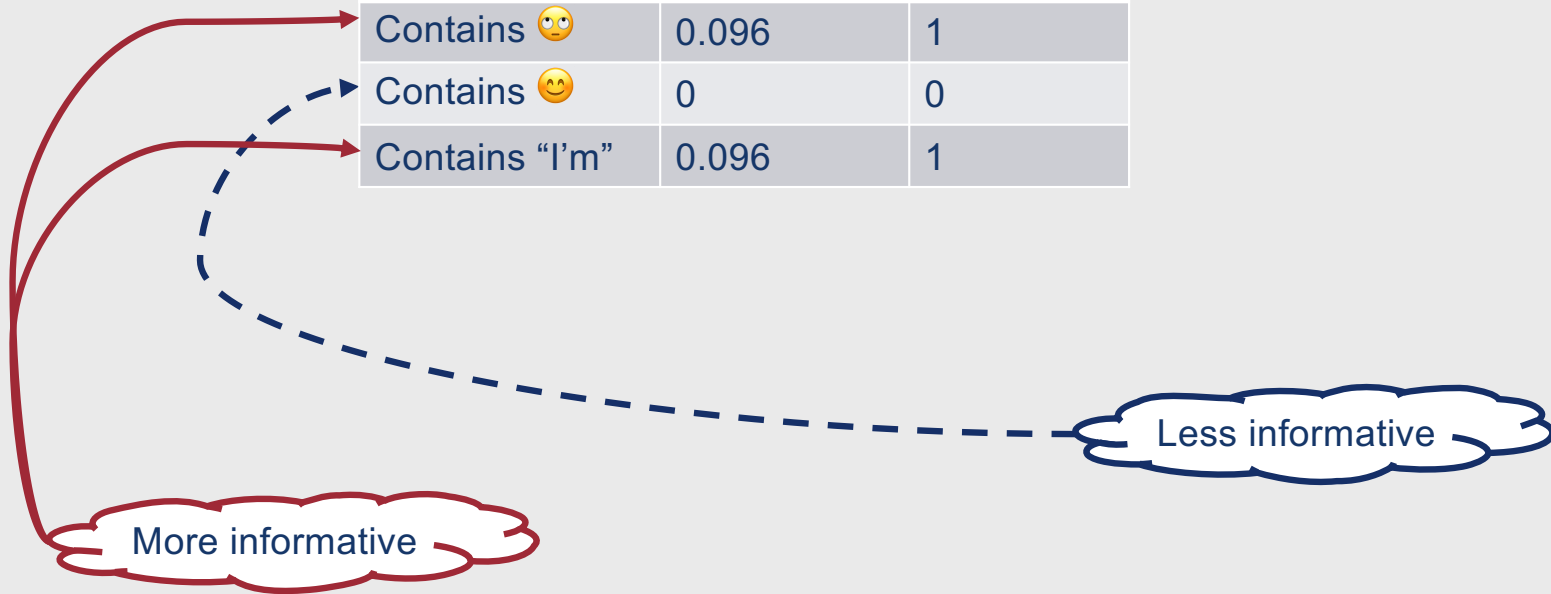 Contains 🙄 0.096 1
Contains 😊 0 0
Contains “I’m” 0.096 1
Less informative
More informative